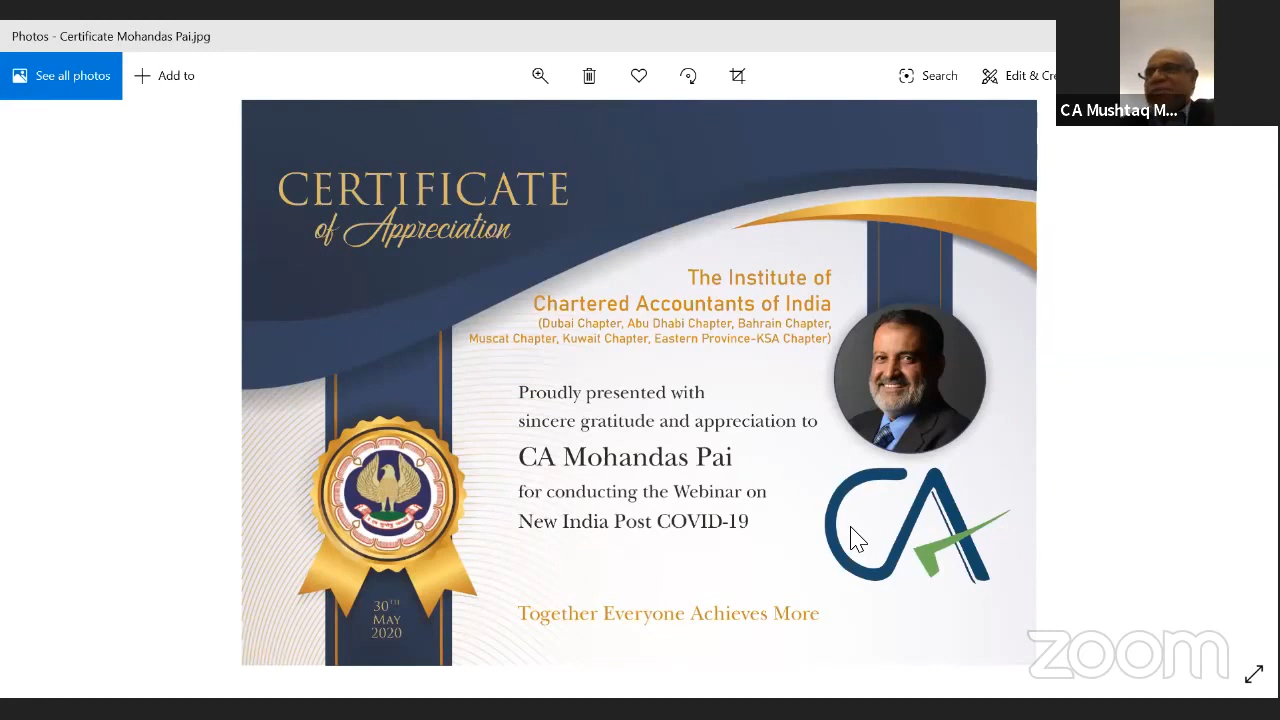 Photos - Certificate Mohandas Pai.jpg
See all photos
Add to
Search
Edit & Cre
CA Mushtaq M...
CERTIFICATE
of Appreciation
The Institute of
Chartered Accountants of India
(Dubai Chapter, Abu Dhabi Chapter, Bahrain Chapter,
Muscat Chapter, Kuwait Chapter, Eastern Province-KSA Chapter)
Proudly presented with
sincere gratitude and appreciation to
CA Mohandas Pai
for conducting the Webinar on
New India Post COVID-19
CA
30TH
MAY
2020
Together Everyone Achieves More
zoom